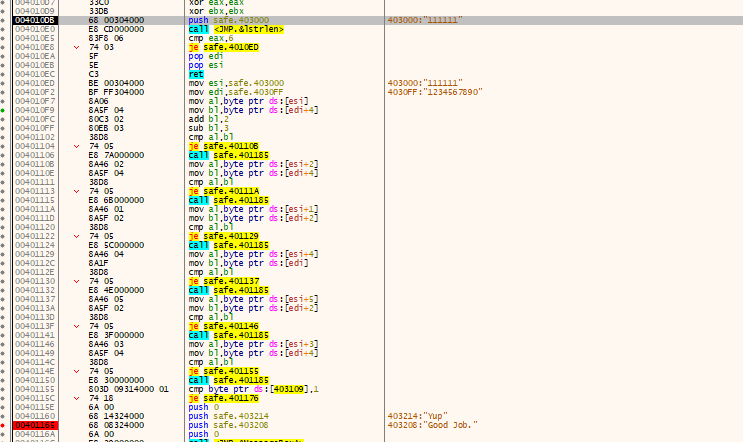 004010D7 33C0 xor eax,eax
004010D9 33DB xor ebx,ebx
004010DB 68 00304000 push safe.403000 403000:"111111"
004010E0 E8 CD000000 call <JMP.&lstrlen>
004010E5 83F8 06 cmp eax,6
004010E8 74 03 je safe.4010ED
004010EA 5F pop edi
004010EB 5E pop esi
004010EC C3 ret
004010ED BE 00304000 mov esi,safe.403000 403000:"111111"
004010F2 BF FF304000 mov edi,safe.4030FF 4030FF:"1234567890"
004010F7 8A06 mov al,byte ptr ds:[esi]
004010F9 8A5F 04 mov bl,byte ptr ds:[edi+4]
004010FC 80C3 02 add bl,2
004010FF 80EB 03 sub bl,3
00401102 38D8 cmp al,bl
00401104 74 05 je safe.40110B
00401106 E8 7A000000 call safe.401185
0040110B 8A46 02 mov al,byte ptr ds:[esi+2]
0040110E 8A5F 04 mov bl,byte ptr ds:[edi+4]
00401111 38D8 cmp al,bl
00401113 74 05 je safe.40111A
00401115 E8 6B000000 call safe.401185
0040111A 8A46 01 mov al,byte ptr ds:[esi+1]
0040111D 8A5F 02 mov bl,byte ptr ds:[edi+2]
00401120 38D8 cmp al,bl
00401122 74 05 je safe.401129
00401124 E8 5C000000 call safe.401185
00401129 8A46 04 mov al,byte ptr ds:[esi+4]
0040112C 8A1F mov bl,byte ptr ds:[edi]
0040112E 38D8 cmp al,bl
00401130 74 05 je safe.401137
00401132 E8 4E000000 call safe.401185
00401137 8A46 05 mov al,byte ptr ds:[esi+5]
0040113A 8A5F 02 mov bl,byte ptr ds:[edi+2]
0040113D 38D8 cmp al,bl
0040113F 74 05 je safe.401146
00401141 E8 3F000000 call safe.401185
00401146 8A46 03 mov al,byte ptr ds:[esi+3]
00401149 8A5F 04 mov bl,byte ptr ds:[edi+4]
0040114C 38D8 cmp al,bl
0040114E 74 05 je safe.401155
00401150 E8 30000000 call safe.401185
00401155 803D 09314000 01 cmp byte ptr ds:[403109],1
0040115C 74 18 je safe.401176
0040115E 6A 00 push 0
00401160 68 14324000 push safe.403214 403214:"Yup"
00401165 68 08324000 push safe.403208 403208:"Good Job."
0040116A 6A 00 push 0